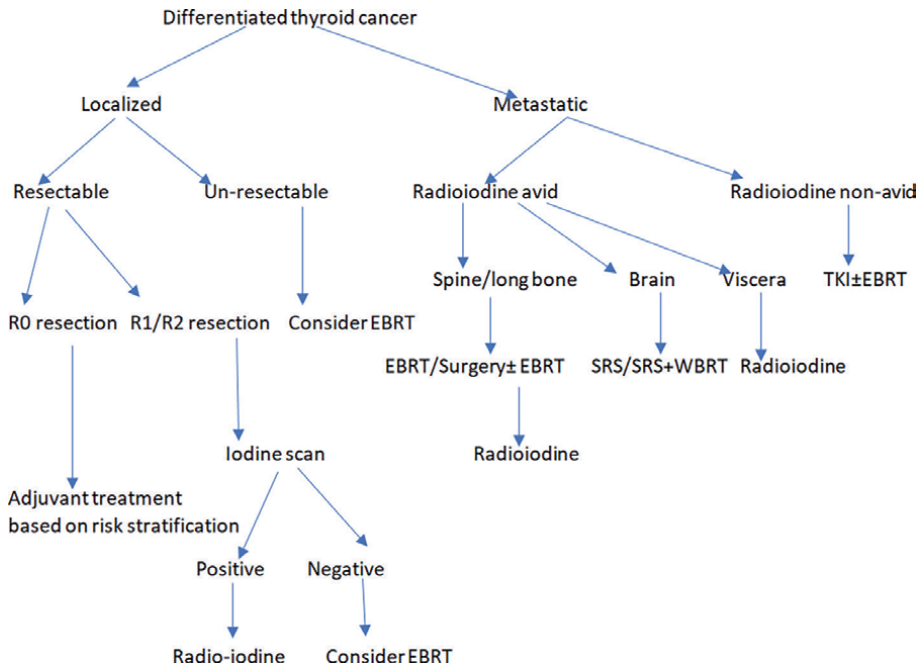 Differentiated thyroid cancer
Localized
Metastatic
Resectable
Un-resectable
Radioiodine avid
Radioiodine non-avid
Spine/long bone
Brain
Viscera
TKI±EBRT
R0 resection
R1/R2 resection
Consider EBRT
EBRT/Surgery± EBRT
SRS/SRS+WBRT
Radioiodine
Iodine scan
Radioiodine
Adjuvant treatment
based on risk stratification
Positive
Negative
Radio-iodine
Consider EBRT